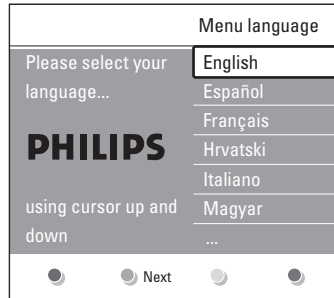 Menu language
Please select your
language...
PHILIPS
using cursor up and
down
English
Español
Français
Hrvatski
Italiano
Magyar
...
Next